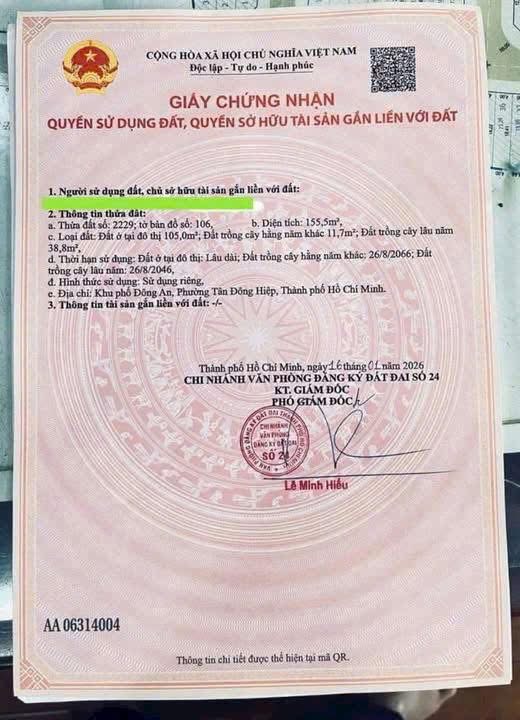 CỘNG HÒA XÃ HỘI CHỦ NGHĨA VIỆT NAM
Độc lập - Tự do - Hạnh phúc
GIẤY CHỨNG NHẬN
QUYỀN SỬ DỤNG ĐẤT, QUYỀN SỞ HỮU TÀI SẢN GẮN LIỀN VỚI ĐẤT
1. Người sử dụng đất, chủ sở hữu tài sản gắn liền với đất:
2. Thông tin thửa đất:
a. Thửa đất số: 2229; tờ bản đồ số: 106, b. Diện tích: 155,5m²,
c. Loại đất: Đất ở tại đô thị 105,0m²; Đất trồng cây hằng năm khác 11,7m²; Đất trồng cây lâu năm
38,8m²,
d. Thời hạn sử dụng: Đất ở tại đô thị: Lâu dài; Đất trồng cây hằng năm khác: 26/8/2066; Đất
trồng cây lâu năm: 26/8/2046,
đ. Hình thức sử dụng: Sử dụng riêng,
e. Địa chỉ: Khu phố Đông An, Phường Tân Đông Hiệp, Thành phố Hồ Chí Minh.
3. Thông tin tài sản gắn liền với đất: -/-
Thành phố Hồ Chí Minh, ngày 16 tháng 01 năm 2026
CHI NHÁNH VĂN PHÒNG ĐĂNG KÝ ĐẤT ĐAI SỐ 24
KT. GIÁM ĐỐC
PHÓ GIÁM ĐỐC
CHI NHÁNH
VĂN PHÒNG
ĐĂNG KÝ ĐẤT ĐAI
SỐ 24
Lê Minh Hiếu
AA 06314004
Thông tin chi tiết được thể hiện tại mã QR.